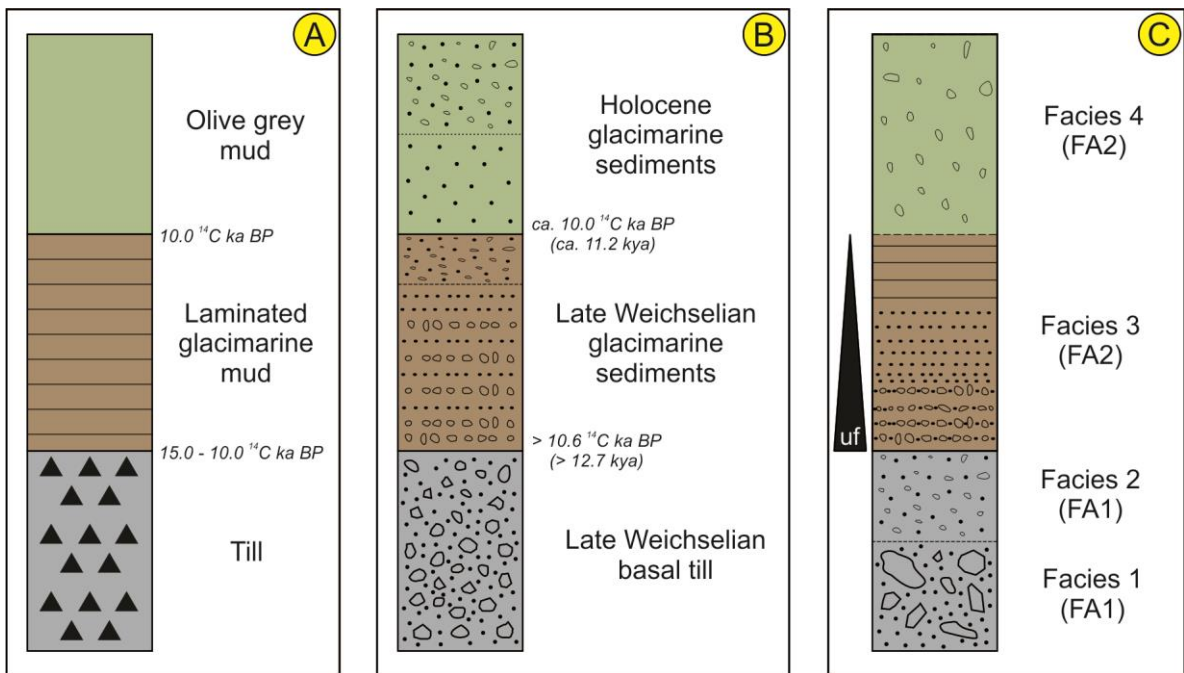 A
Olive grey
mud
10.0 ¹⁴C ka BP
Laminated
glacimarine
mud
15.0 - 10.0 ¹⁴C ka BP
Till
B
Holocene
glacimarine
sediments
ca. 10.0 ¹⁴C ka BP
(ca. 11.2 kya)
Late Weichselian
glacimarine
sediments
> 10.6 ¹⁴C ka BP
(> 12.7 kya)
Late Weichselian
basal till
C
Facies 4
(FA2)
Facies 3
(FA2)
uf
Facies 2
(FA1)
Facies 1
(FA1)